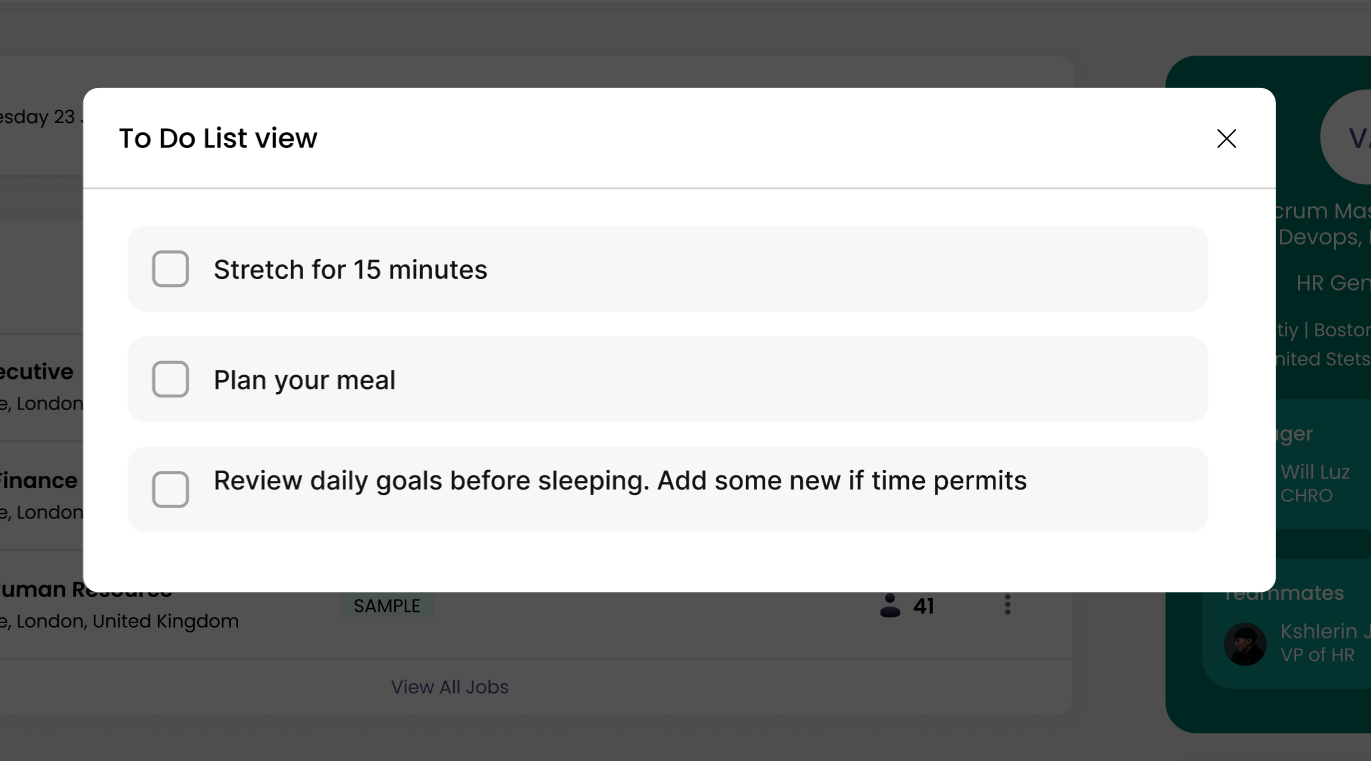 esday 23
To Do List view
V
Stretch for 15 minutes
Plan your meal
Review daily goals before sleeping. Add some new if time permits
crum Mas
Devops,
HR Gen
tiy | Boston
nited Stets
ecutive
e, London
ager
Will Luz
CHRO
Finance
e, London
uman Resource
e, London, United Kingdom
SAMPLE
41
Teammates
Kshlerin J
VP of HR
View All Jobs